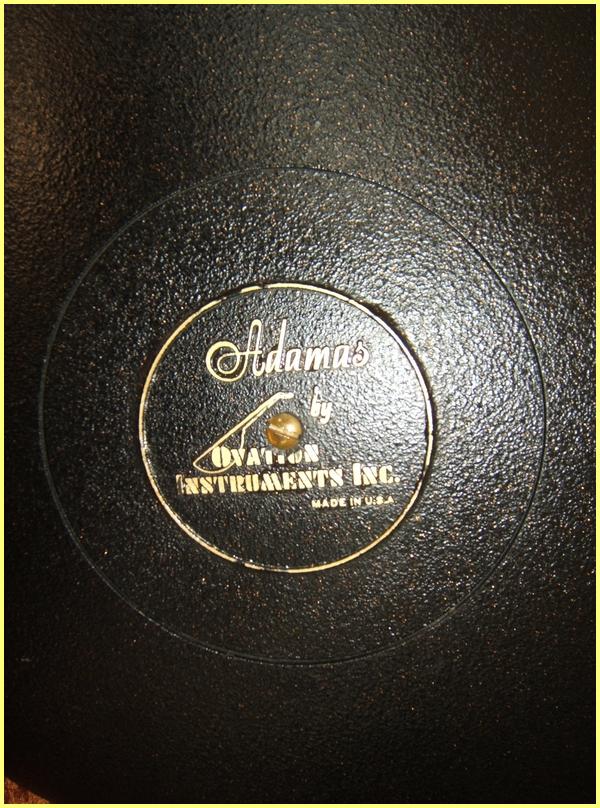 Adamas
by
OVATION
INSTRUMENTS INC.
MADE IN U.S.A